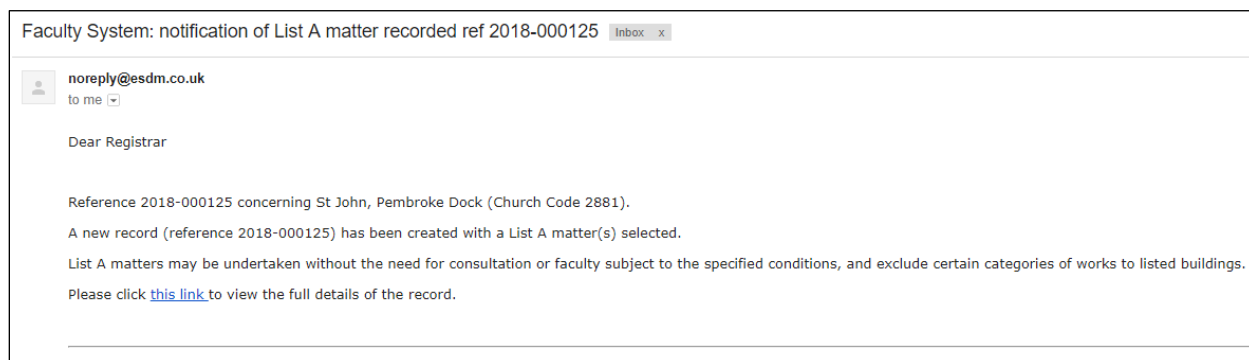 Faculty System: notification of List A matter recorded ref 2018-000125 Inbox x
noreply@esdm.co.uk
to me
Dear Registrar
Reference 2018-000125 concerning St John, Pembroke Dock (Church Code 2881).
A new record (reference 2018-000125) has been created with a List A matter(s) selected.
List A matters may be undertaken without the need for consultation or faculty subject to the specified conditions, and exclude certain categories of works to listed buildings.
Please click this link to view the full details of the record.